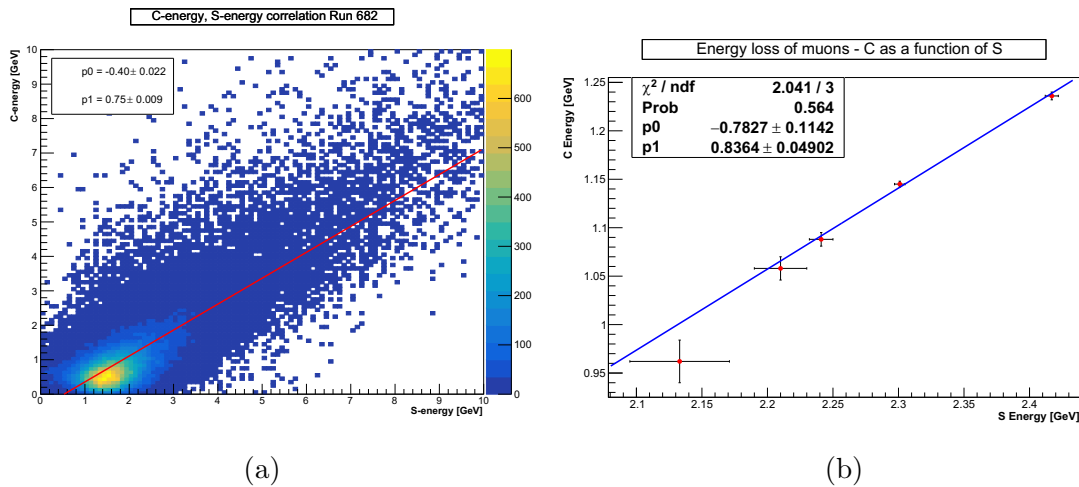 C-energy, S-energy correlation Run 682
C-energy [GeV]
10
9
8
7
6
5
4
3
2
1
0
p0 = -0.40± 0.022
p1 = 0.75± 0.009
0 1 2 3 4 5 6 7 8 9 10
S-energy [GeV]
600
500
400
300
200
100
0
(a)
Energy loss of muons - C as a function of S
C Energy [GeV]
1.25
1.2
1.15
1.1
1.05
1
0.95
χ² / ndf 2.041 / 3
Prob 0.564
p0 −0.7827 ± 0.1142
p1 0.8364 ± 0.04902
2.1 2.15 2.2 2.25 2.3 2.35 2.4
S Energy [GeV]
(b)